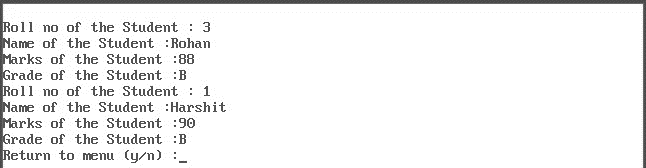 Roll no of the Student : 3
Name of the Student :Rohan
Marks of the Student :88
Grade of the Student :B
Roll no of the Student : 1
Name of the Student :Harshit
Marks of the Student :90
Grade of the Student :B
Return to menu (y/n) :_